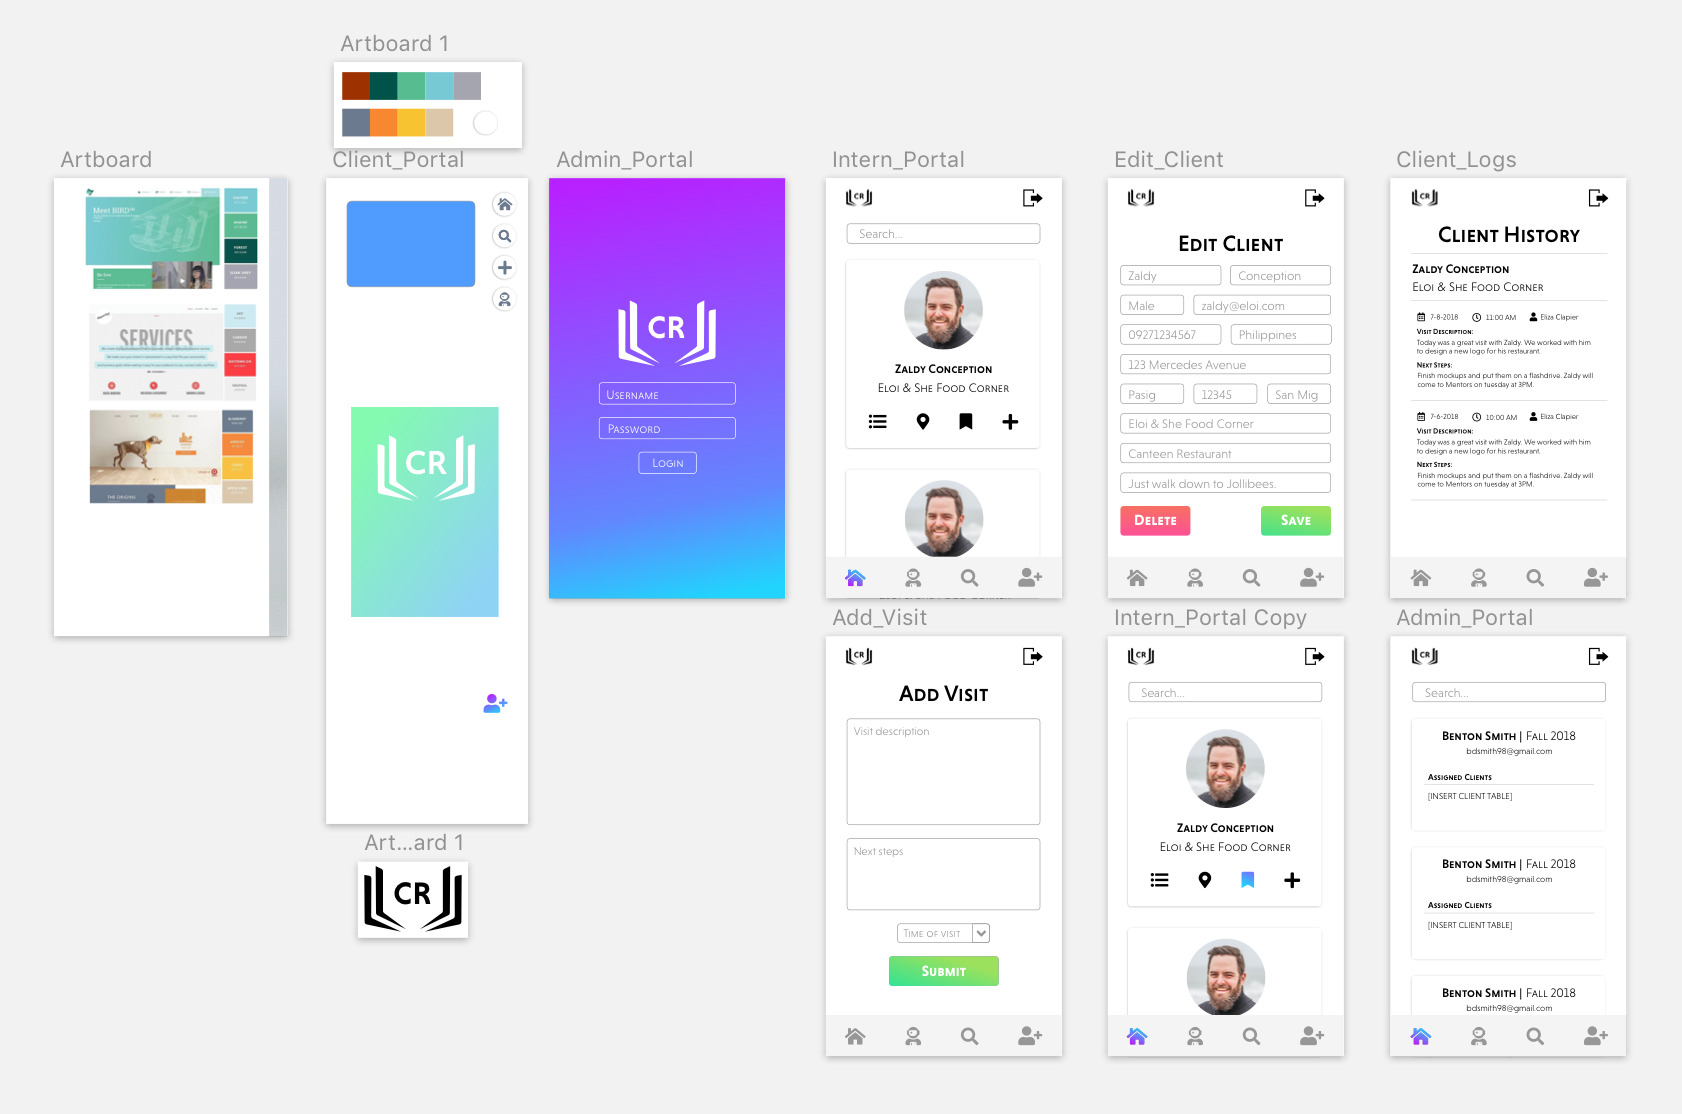 Artboard 1
Artboard
Meet BIRD™
SERVICES
THE ORIGINS
Client_Portal
CR
Art...ard 1
CR
Admin_Portal
CR
Username
Password
Login
Intern_Portal
CR
Search...
Zaldy Conception
Eloi & She Food Corner
Edit_Client
CR
Edit Client
Zaldy
Conception
Male
zaldy@eloi.com
09271234567
Philippines
123 Mercedes Avenue
Pasig
12345
San Mig
Eloi & She Food Corner
Canteen Restaurant
Just walk down to Jollibees.
Delete
Save
Client_Logs
CR
Client History
Zaldy Conception
Eloi & She Food Corner
7-8-2018
11:00 AM
Eliza Clapier
Visit Description:
Today was a great visit with Zaldy. We worked with him
to design a new logo for his restaurant.
Next Steps:
Finish mockups and put them on a flashdrive. Zaldy will
come to Mentors on tuesday at 3PM.
7-6-2018
10:00 AM
Eliza Clapier
Visit Description:
Today was a great visit with Zaldy. We worked with him
to design a new logo for his restaurant.
Next Steps:
Finish mockups and put them on a flashdrive. Zaldy will
come to Mentors on tuesday at 3PM.
Add_Visit
CR
Add Visit
Visit description
Next steps
Time of visit
Submit
Intern_Portal Copy
CR
Search...
Zaldy Conception
Eloi & She Food Corner
Admin_Portal
CR
Search...
Benton Smith | Fall 2018
bdsmith98@gmail.com
Assigned Clients
[INSERT CLIENT TABLE]
Benton Smith | Fall 2018
bdsmith98@gmail.com
Assigned Clients
[INSERT CLIENT TABLE]
Benton Smith | Fall 2018
bdsmith98@gmail.com